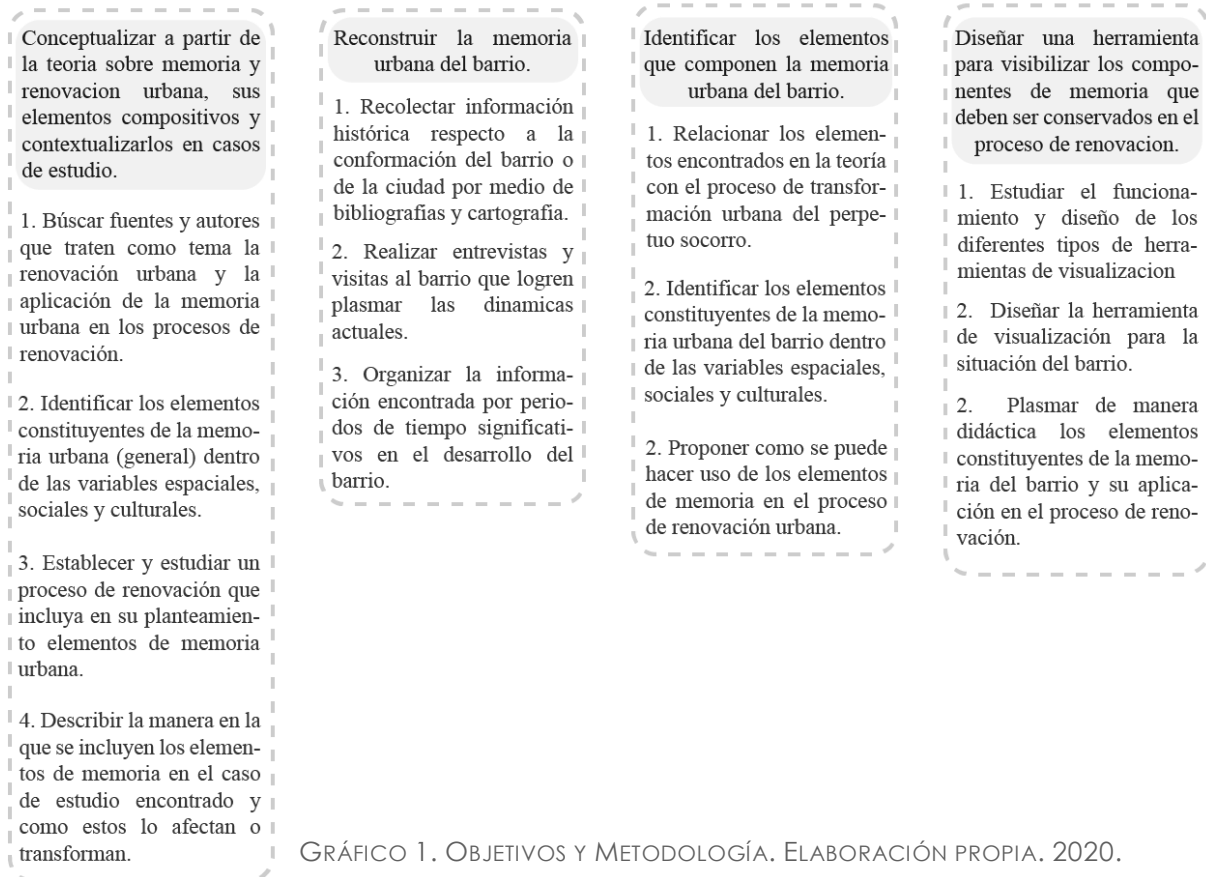 Conceptualizar a partir de
la teoria sobre memoria y
renovacion urbana, sus
elementos compositivos y
contextualizarlos en casos
de estudio.
1. Búscar fuentes y autores
que traten como tema la
renovación urbana y la
aplicación de la memoria
urbana en los procesos de
renovación.
2. Identificar los elementos
constituyentes de la memo-
ria urbana (general) dentro
de las variables espaciales,
sociales y culturales.
3. Establecer y estudiar un
proceso de renovación que
incluya en su planteamien-
to elementos de memoria
urbana.
4. Describir la manera en la
que se incluyen los elemen-
tos de memoria en el caso
de estudio encontrado y
como estos lo afectan o
transforman.
Reconstruir la memoria
urbana del barrio.
1. Recolectar información
histórica respecto a la
conformación del barrio o
de la ciudad por medio de
bibliografias y cartografia.
2. Realizar entrevistas y
visitas al barrio que logren
plasmar las dinamicas
actuales.
3. Organizar la informa-
ción encontrada por perio-
dos de tiempo significati-
vos en el desarrollo del
barrio.
Identificar los elementos
que componen la memoria
urbana del barrio.
1. Relacionar los elemen-
tos encontrados en la teoría
con el proceso de transfor-
mación urbana del perpe-
tuo socorro.
2. Identificar los elementos
constituyentes de la memo-
ria urbana del barrio dentro
de las variables espaciales,
sociales y culturales.
2. Proponer como se puede
hacer uso de los elementos
de memoria en el proceso
de renovación urbana.
Diseñar una herramienta
para visibilizar los compo-
nentes de memoria que
deben ser conservados en el
proceso de renovacion.
1. Estudiar el funciona-
miento y diseño de los
diferentes tipos de herra-
mientas de visualizacion
2. Diseñar la herramienta
de visualización para la
situación del barrio.
2. Plasmar de manera
didáctica los elementos
constituyentes de la memo-
ria del barrio y su aplica-
ción en el proceso de reno-
vación.
GRÁFICO 1. OBJETIVOS Y METODOLOGÍA. ELABORACIÓN PROPIA. 2020.